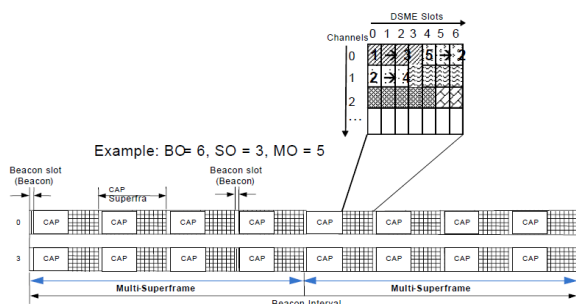 DSME Slots
Channels
0 1 2 3 4 5 6
0 1 → 3 5 → 2
1 2 → 4
2
...
Example: BO= 6, SO = 3, MO = 5
Beacon slot
(Beacon)
CAP
Superfra
Beacon slot
(Beacon)
0 CAP CAP CAP CAP CAP CAP CAP CAP
3 CAP CAP CAP CAP CAP CAP CAP CAP
Multi-Superframe Multi-Superframe
Beacon Interval